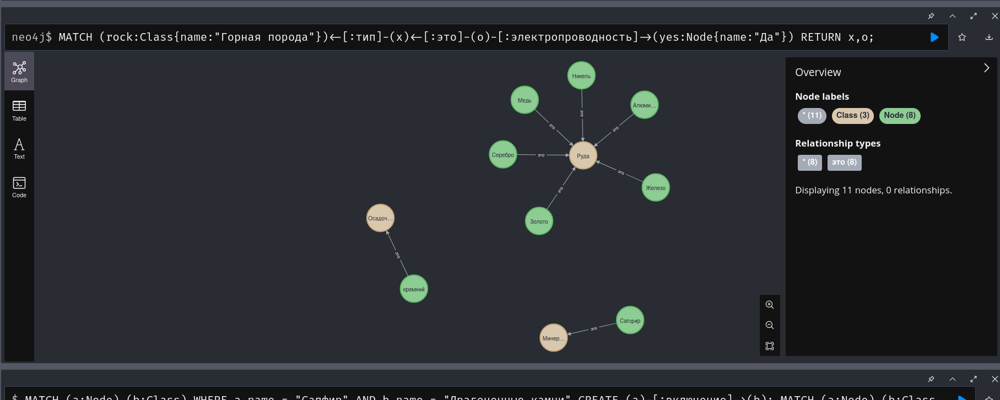 neo4j$ MATCH (rock:Class{name:"Горная порода"})<-[:тип]-(x)<-[:это]-(o)-[:электропроводность]->(yes:Node{name:"Да"}) RETURN x,o;
Graph
Table
Text
Code
Никель
Медь
Алюми...
это
это
это
Серебро
это
Руда
это
Железо
это
Золото
Осадоч...
это
кремний
Сапфир
это
Минер...
Overview
Node labels
* (11) Class (3) Node (8)
Relationship types
* (8) это (8)
Displaying 11 nodes, 0 relationships.
$ MATCH (a:Node),(b:Class) WHERE a.name = "Сапфир" AND b.name = "Драгоценные камни" CREATE (a)-[:включение]->(b); MATCH (a:Node),(b:Class